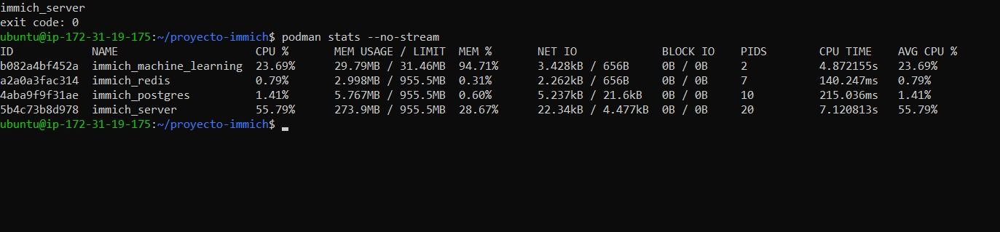 immich_server
exit code: 0
ubuntu@ip-172-31-19-175:~/proyecto-immich$ podman stats --no-stream
ID            NAME                     CPU %       MEM USAGE / LIMIT  MEM %       NET IO             BLOCK IO    PIDS        CPU TIME    AVG CPU %
b082a4bf452a  immich_machine_learning  23.69%      29.79MB / 31.46MB  94.71%      3.428kB / 656B     0B / 0B     2           4.872155s   23.69%
a2a0a3fac314  immich_redis             0.79%       2.998MB / 955.5MB  0.31%       2.262kB / 656B     0B / 0B     7           140.247ms   0.79%
4aba9f9f31ae  immich_postgres          1.41%       5.767MB / 955.5MB  0.60%       5.237kB / 21.6kB   0B / 0B     10          215.036ms   1.41%
5b4c73b8d978  immich_server            55.79%      273.9MB / 955.5MB  28.67%      22.34kB / 4.477kB  0B / 0B     20          7.120813s   55.79%
ubuntu@ip-172-31-19-175:~/proyecto-immich$